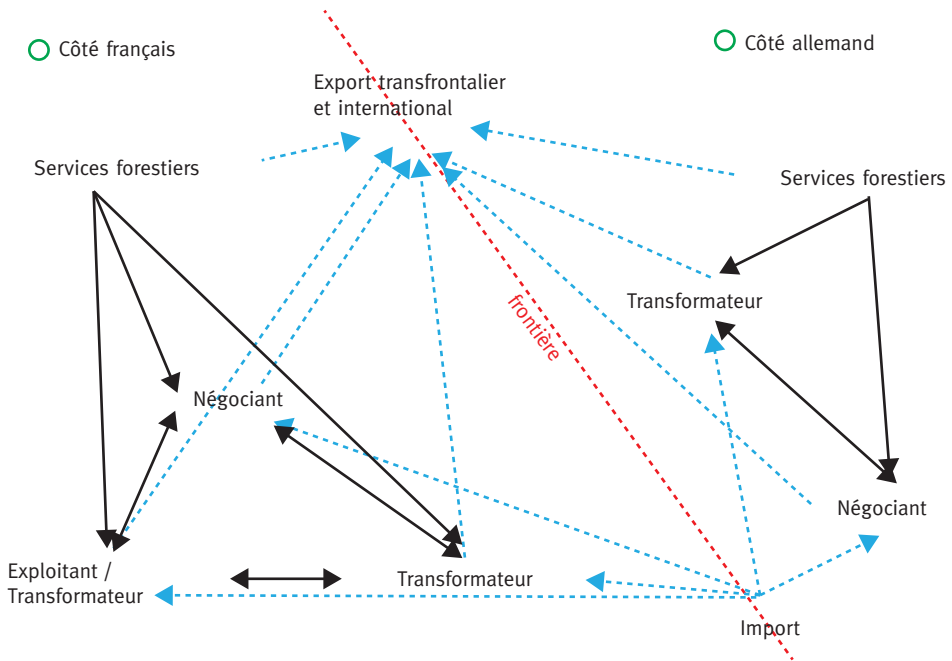 Côté français
Côté allemand
Export transfrontalier
et international
Services forestiers
Services forestiers
Transformateur
frontière
Négociant
Négociant
Exploitant /
Transformateur
Transformateur
Import